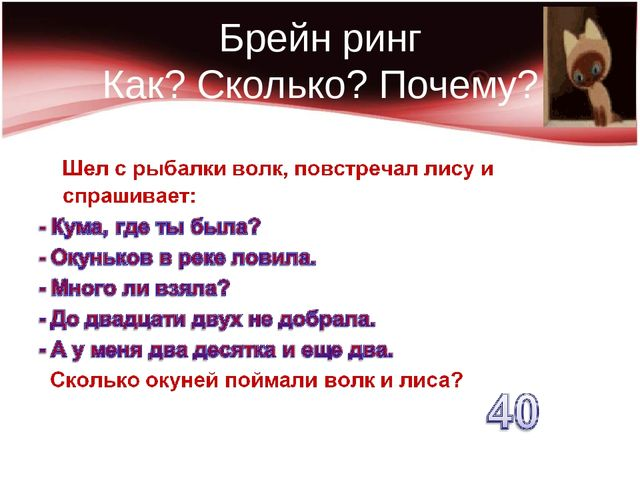 Брейн ринг
Как? Сколько? Почему?
Шел с рыбалки волк, повстречал лису и
спрашивает:
- Кума, где ты была?
- Окуньков в реке ловила.
- Много ли взяла?
- До двадцати двух не добрала.
- А у меня два десятка и еще два.
Сколько окуней поймали волк и лиса?
40